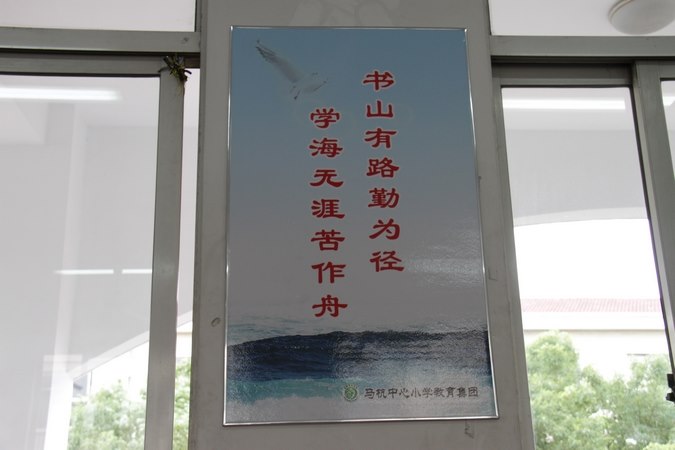 书山有路勤为径
学海无涯苦作舟
马杭中心小学教育集团